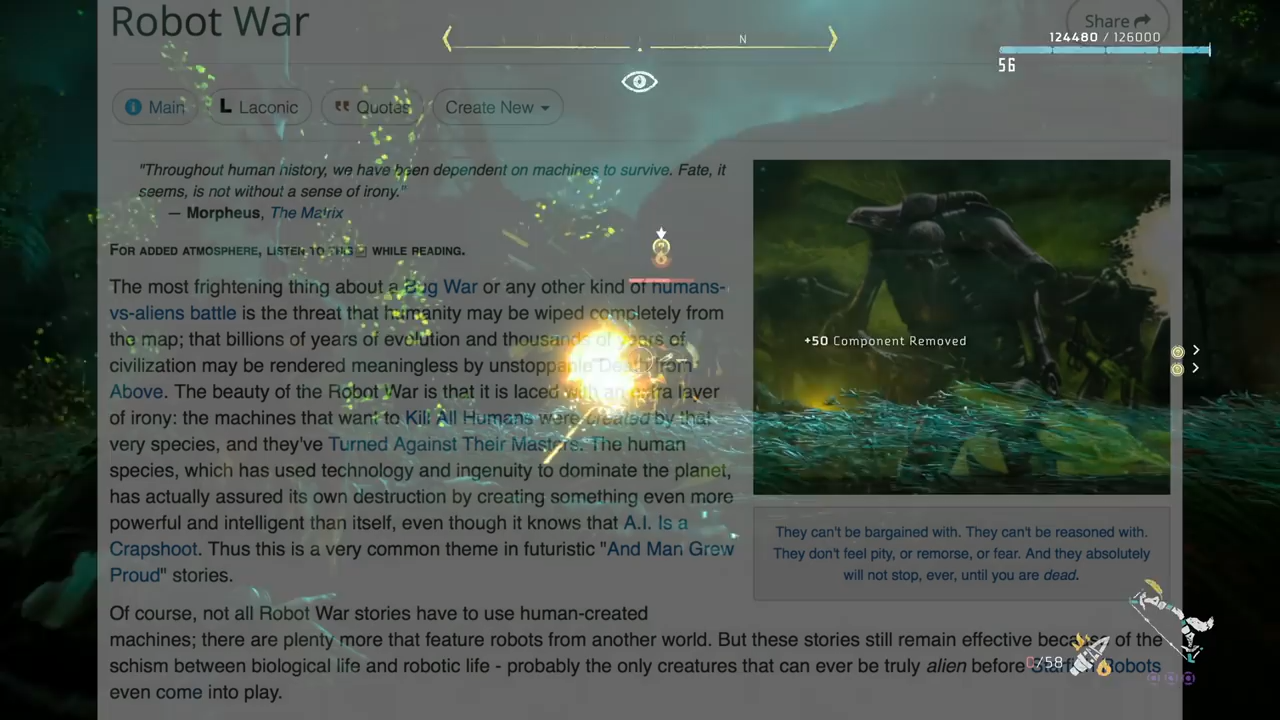 Robot War
Share
124480 / 126000
N
56
Main
Laconic
Quotes
Create New
"Throughout human history, we have been dependent on machines to survive. Fate, it
seems, is not without a sense of irony."
— Morpheus, The Matrix
FOR ADDED ATMOSPHERE, LISTEN TO THIS WHILE READING.
The most frightening thing about a Bug War or any other kind of humans-
vs-aliens battle is the threat that humanity may be wiped completely from
the map; that billions of years of evolution and thousands of years of
civilization may be rendered meaningless by unstoppable Death from
Above. The beauty of the Robot War is that it is laced with an extra layer
of irony: the machines that want to Kill All Humans were created by that
very species, and they've Turned Against Their Masters. The human
species, which has used technology and ingenuity to dominate the planet,
has actually assured its own destruction by creating something even more
powerful and intelligent than itself, even though it knows that A.I. Is a
Crapshoot. Thus this is a very common theme in futuristic "And Man Grew
Proud" stories.
+50 Component Removed
They can't be bargained with. They can't be reasoned with.
They don't feel pity, or remorse, or fear. And they absolutely
will not stop, ever, until you are dead.
Of course, not all Robot War stories have to use human-created
machines; there are plenty more that feature robots from another world. But these stories still remain effective because of the
schism between biological life and robotic life - probably the only creatures that can ever be truly alien before Starfish Robots
even come into play.
0/58